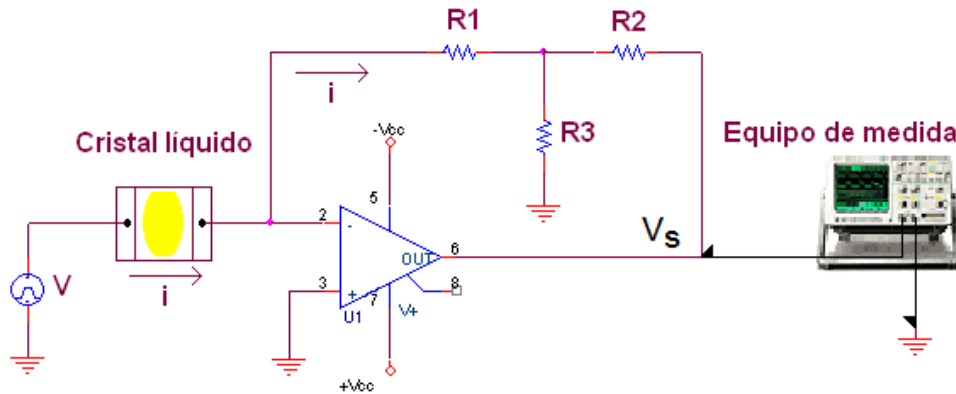 R1
R2
i
R3
-Vcc
Cristal líquido
Equipo de medida
5
2
-
6
Vs
OUT
V
3
+
7
8
i
U1
V+
+Vcc